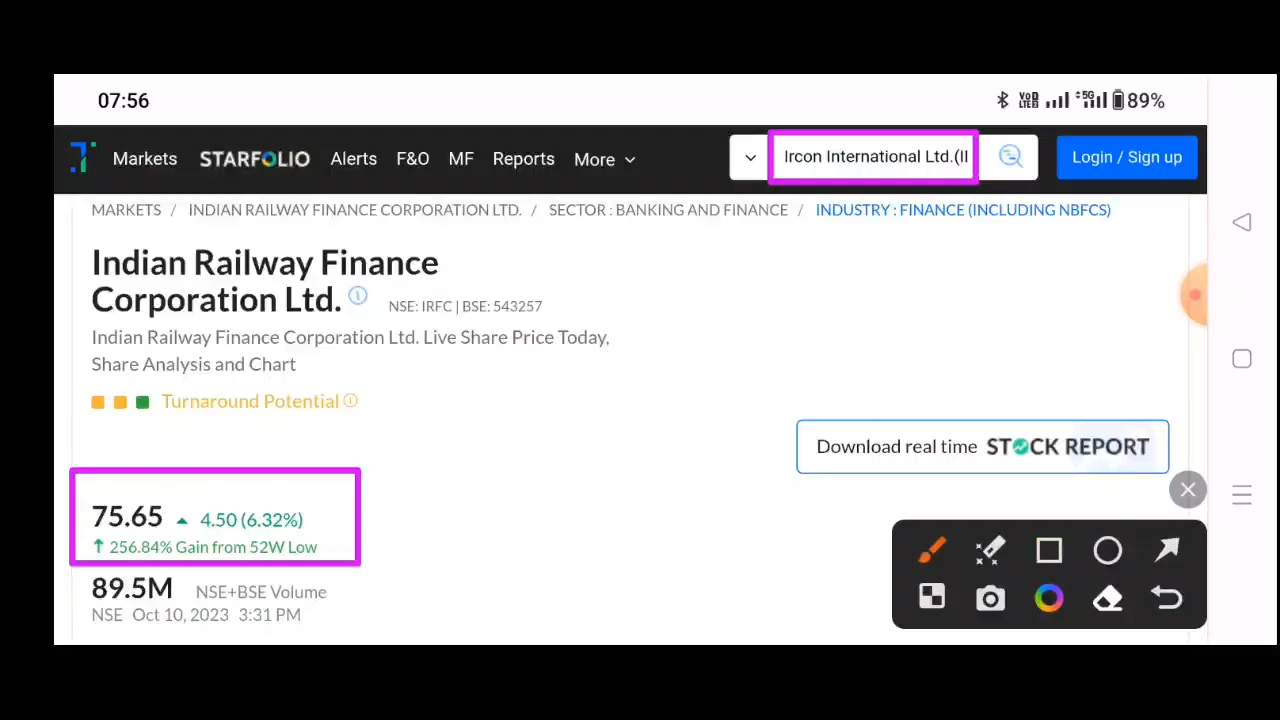 07:56 VoD LTEB 5G 89%
Markets STARFOLIO Alerts F&O MF Reports More Ircon International Ltd.(II Login / Sign up
MARKETS / INDIAN RAILWAY FINANCE CORPORATION LTD. / SECTOR : BANKING AND FINANCE / INDUSTRY : FINANCE (INCLUDING NBFCS)
Indian Railway Finance
Corporation Ltd. NSE: IRFC | BSE: 543257
Indian Railway Finance Corporation Ltd. Live Share Price Today,
Share Analysis and Chart
Turnaround Potential
Download real time STOCK REPORT
75.65 4.50 (6.32%)
256.84% Gain from 52W Low
89.5M NSE+BSE Volume
NSE Oct 10, 2023 3:31 PM